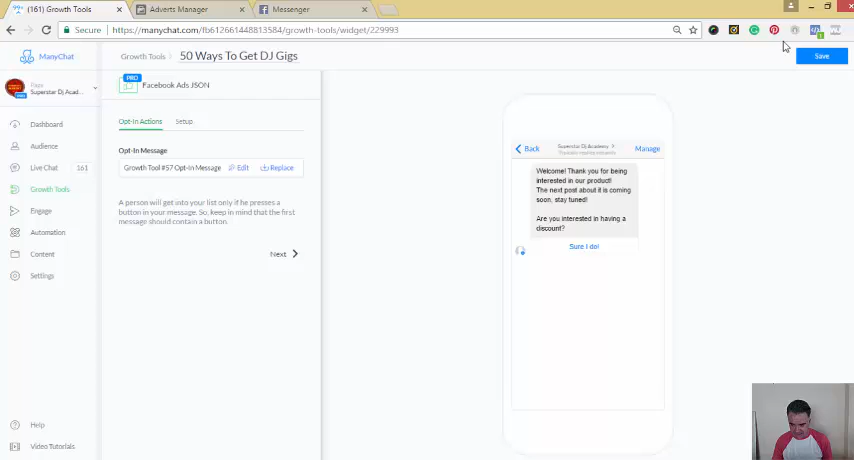 (161) Growth Tools
Adverts Manager
Messenger
Secure
https://manychat.com/fb612661448813584/growth-tools/widget/229993
ManyChat
Growth Tools
50 Ways To Get DJ Gigs
Save
Page
Superstar Dj Acad...
PRO
PRO
Facebook Ads JSON
Dashboard
Audience
Live Chat
161
Growth Tools
Engage
Automation
Content
Settings
Help
Video Tutorials
Opt-In Actions
Setup
Opt-In Message
Growth Tool #57 Opt-In Message
Edit
Replace
A person will get into your list only if he presses a
button in your message. So, keep in mind that the first
message should contain a button.
Next
Back
Superstar Dj Academy
Manage
Welcome! Thank you for being
interested in our product!
The next post about it is coming
soon, stay tuned!
Are you interested in having a
discount?
Sure I do!